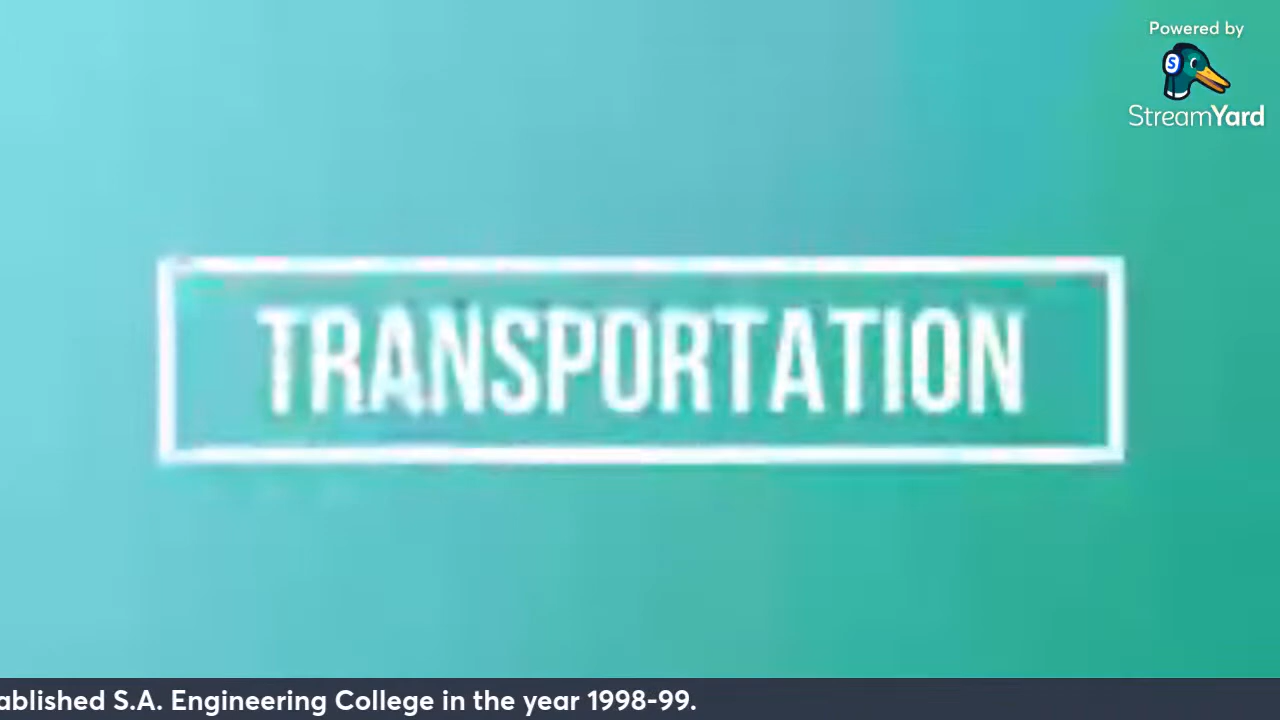 Powered by
S
StreamYard
TRANSPORTATION
ablished S.A. Engineering College in the year 1998-99.